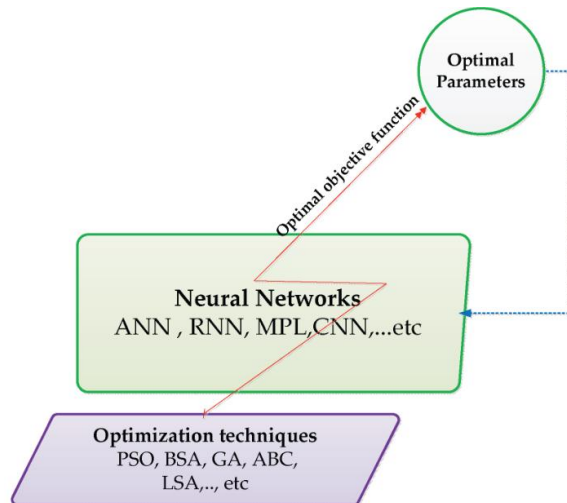 Optimal
Parameters
Optimal objective function
Neural Networks
ANN , RNN, MPL,CNN,...etc
Optimization techniques
PSO, BSA, GA, ABC,
LSA,.., etc